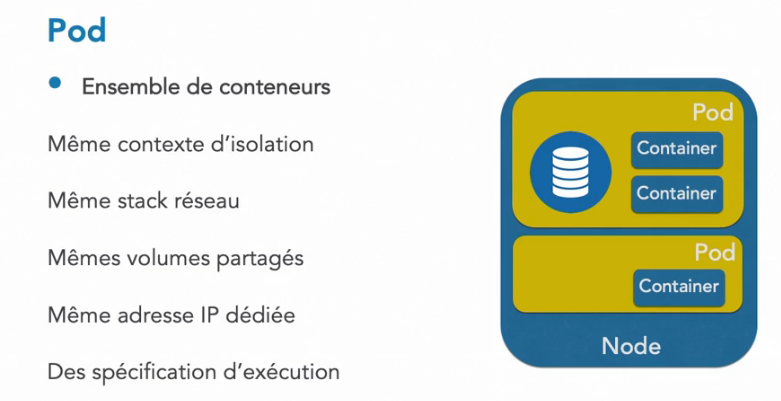 Pod
Ensemble de conteneurs
Même contexte d'isolation
Même stack réseau
Mêmes volumes partagés
Même adresse IP dédiée
Des spécification d'exécution
Pod
Container
Container
Pod
Container
Node